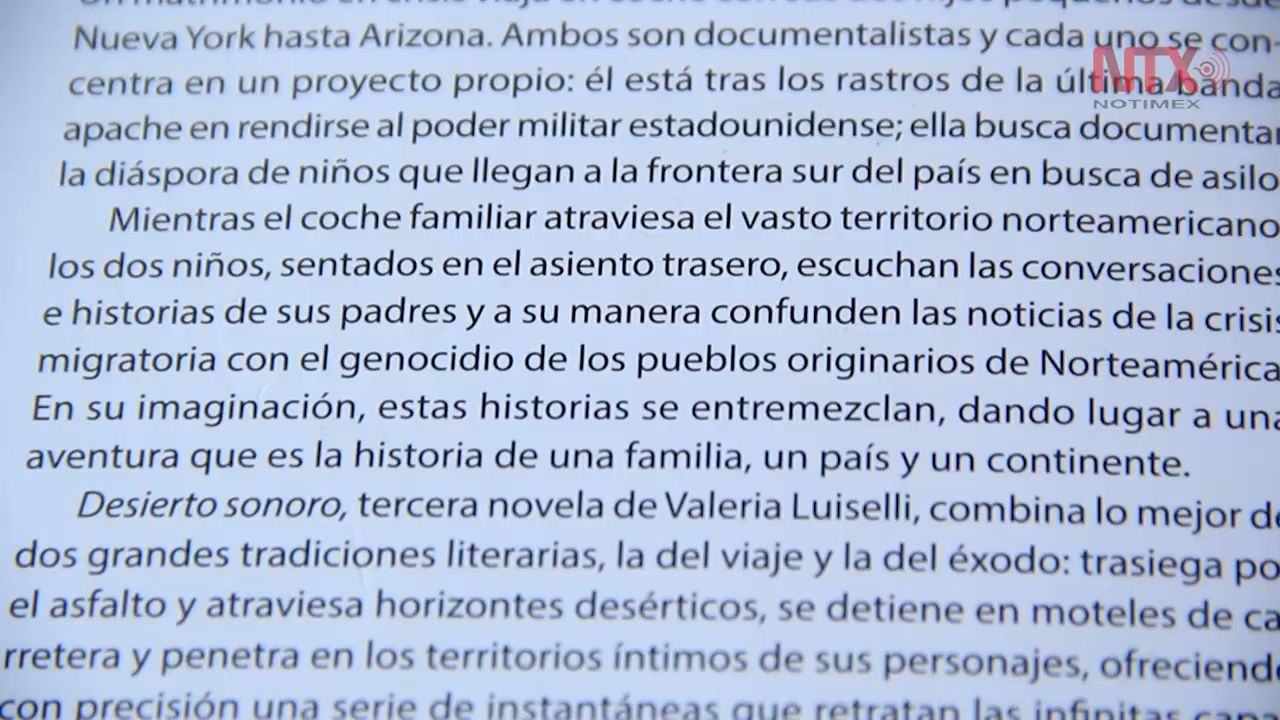 Nueva York hasta Arizona. Ambos son documentalistas y cada uno se con-
centra en un proyecto propio: él está tras los rastros de la última banda
apache en rendirse al poder militar estadounidense; ella busca documentar
la diáspora de niños que llegan a la frontera sur del país en busca de asilo
Mientras el coche familiar atraviesa el vasto territorio norteamericano
los dos niños, sentados en el asiento trasero, escuchan las conversaciones
e historias de sus padres y a su manera confunden las noticias de la crisis
migratoria con el genocidio de los pueblos originarios de Norteamérica
En su imaginación, estas historias se entremezclan, dando lugar a una
aventura que es la historia de una familia, un país y un continente.
Desierto sonoro, tercera novela de Valeria Luiselli, combina lo mejor de
dos grandes tradiciones literarias, la del viaje y la del éxodo: trasiega po
el asfalto y atraviesa horizontes desérticos, se detiene en moteles de ca
rretera y penetra en los territorios íntimos de sus personajes, ofreciendo
con precisión una serie de instantáneas que retratan las infinitas
NTX
NOTIMEX